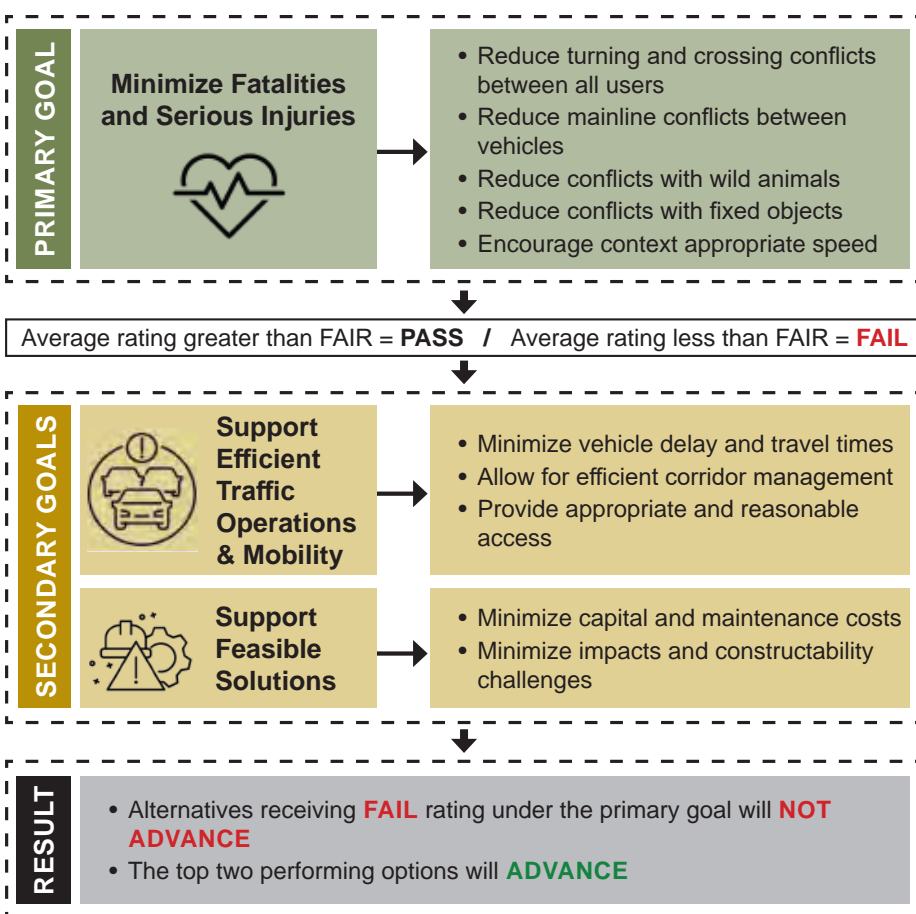 PRIMARY GOAL
Minimize Fatalities
and Serious Injuries
• Reduce turning and crossing conflicts
between all users
• Reduce mainline conflicts between
vehicles
• Reduce conflicts with wild animals
• Reduce conflicts with fixed objects
• Encourage context appropriate speed
Average rating greater than FAIR = PASS / Average rating less than FAIR = FAIL
SECONDARY GOALS
Support
Efficient
Traffic
Operations
& Mobility
• Minimize vehicle delay and travel times
• Allow for efficient corridor management
• Provide appropriate and reasonable
access
Support
Feasible
Solutions
• Minimize capital and maintenance costs
• Minimize impacts and constructability
challenges
RESULT
• Alternatives receiving FAIL rating under the primary goal will NOT
ADVANCE
• The top two performing options will ADVANCE